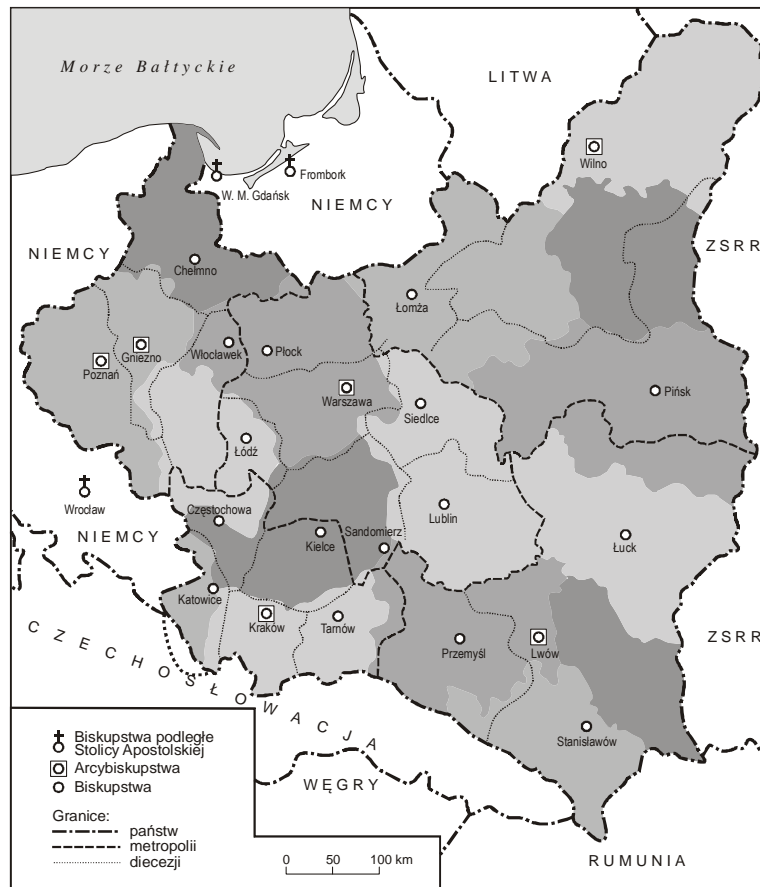 Morze Bałtyckie
LITWA
Wilno
Frombork
W. M. Gdańsk
NIEMCY
NIEMCY
ZSRR
Chełmno
Łomża
Gniezno
Włocławek
Płock
Poznań
Warszawa
Siedlce
Pińsk
Łódź
Wrocław
Częstochowa
Lublin
NIEMCY
Kielce
Sandomierz
Łuck
Katowice
Kraków
Tarnów
Przemyśl
Lwów
ZSRR
CZECHOSŁOWACJA
Stanisławów
WĘGRY
RUMUNIA
Biskupstwa podległe
Stolicy Apostolskiej
Arcybiskupstwa
Biskupstwa
Granice:
państw
metropolii
diecezji
0 50 100 km